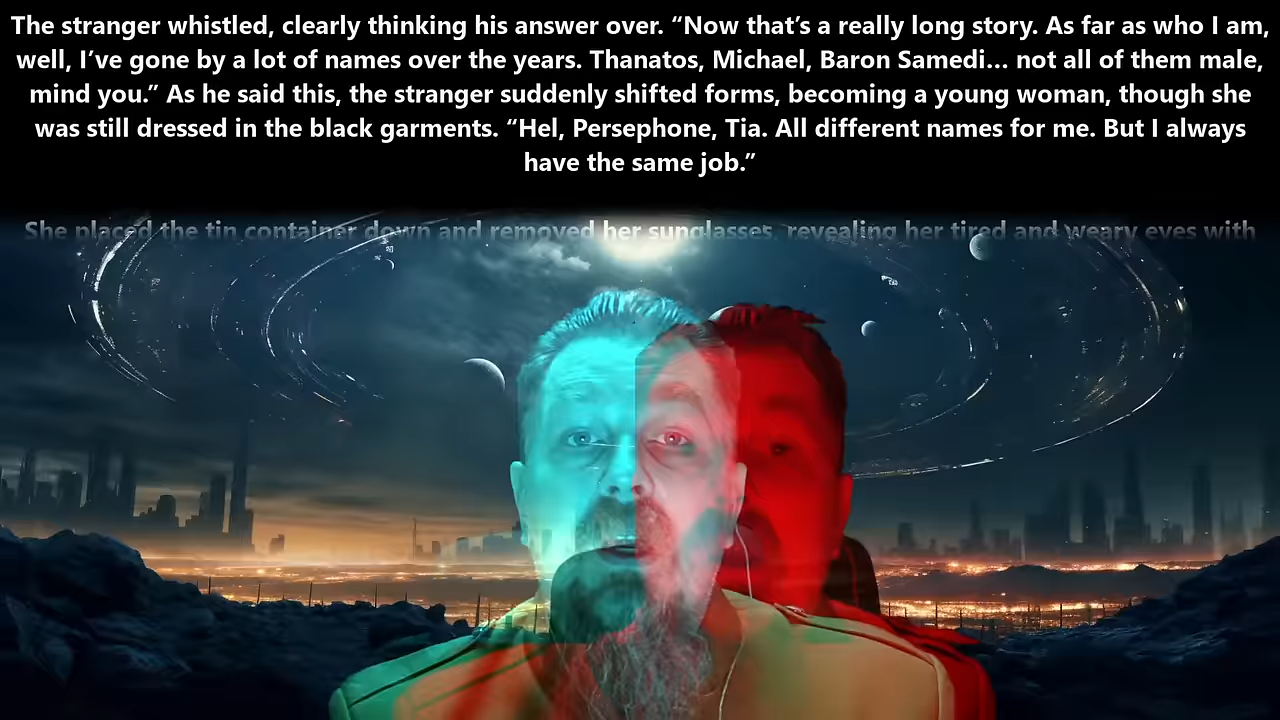 The stranger whistled, clearly thinking his answer over. “Now that’s a really long story. As far as who I am,
well, I’ve gone by a lot of names over the years. Thanatos, Michael, Baron Samedi… not all of them male,
mind you.” As he said this, the stranger suddenly shifted forms, becoming a young woman, though she
was still dressed in the black garments. “Hel, Persephone, Tia. All different names for me. But I always
have the same job.”
She placed the tin container down and removed her sunglasses, revealing her tired and weary eyes with